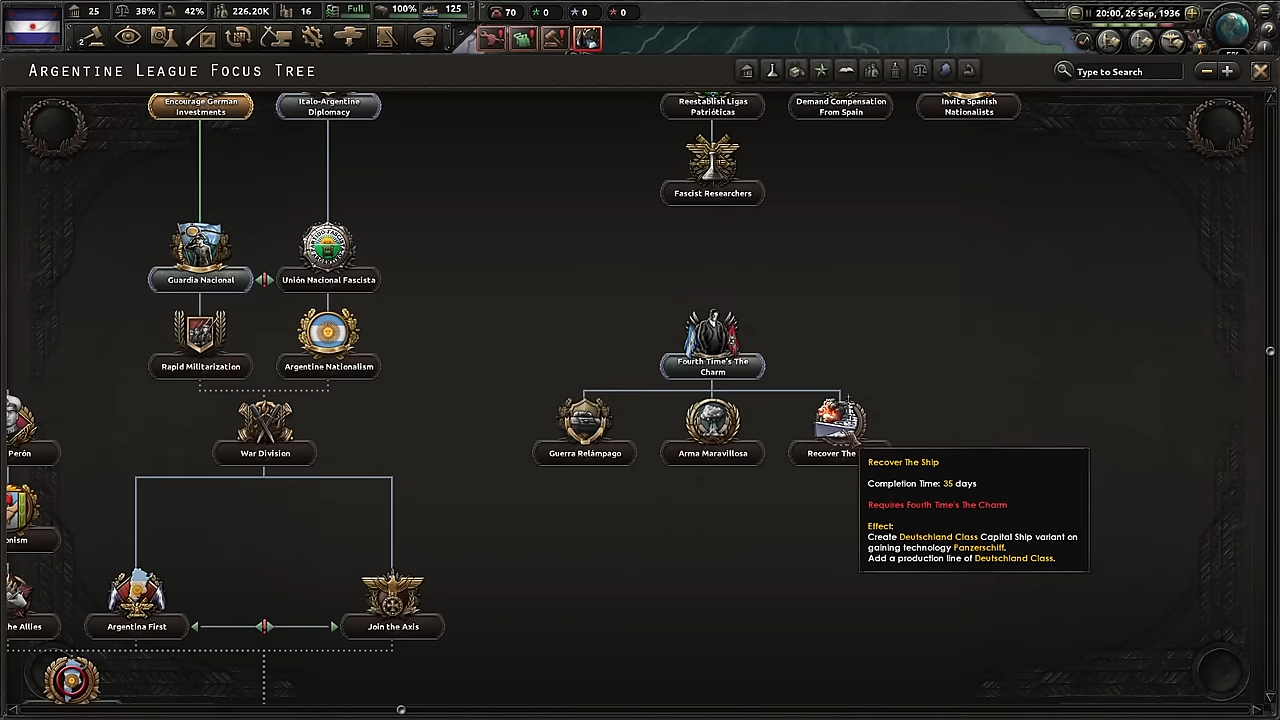 25
38%
42%
226.20K
16
Full
100%
125
70
0
0
0
20:00, 26 Sep, 1936
2
Argentine League Focus Tree
Type to Search
Encourage German
Investments
Italo-Argentine
Diplomacy
Reestablish Ligas
Patrióticas
Demand Compensation
From Spain
Invite Spanish
Nationalists
Fascist Researchers
Guardia Nacional
Unión Nacional Fascista
Fourth Time's The
Charm
Rapid Militarization
Argentine Nationalism
Perón
War Division
Guerra Relámpago
Arma Maravillosa
Recover The
Recover The Ship
Completion Time: 35 days
Requires Fourth Time's The Charm
Effect:
Create Deutschland Class Capital Ship variant on
gaining technology Panzerschiff.
Add a production line of Deutschland Class.
onism
he Allies
Argentina First
Join the Axis